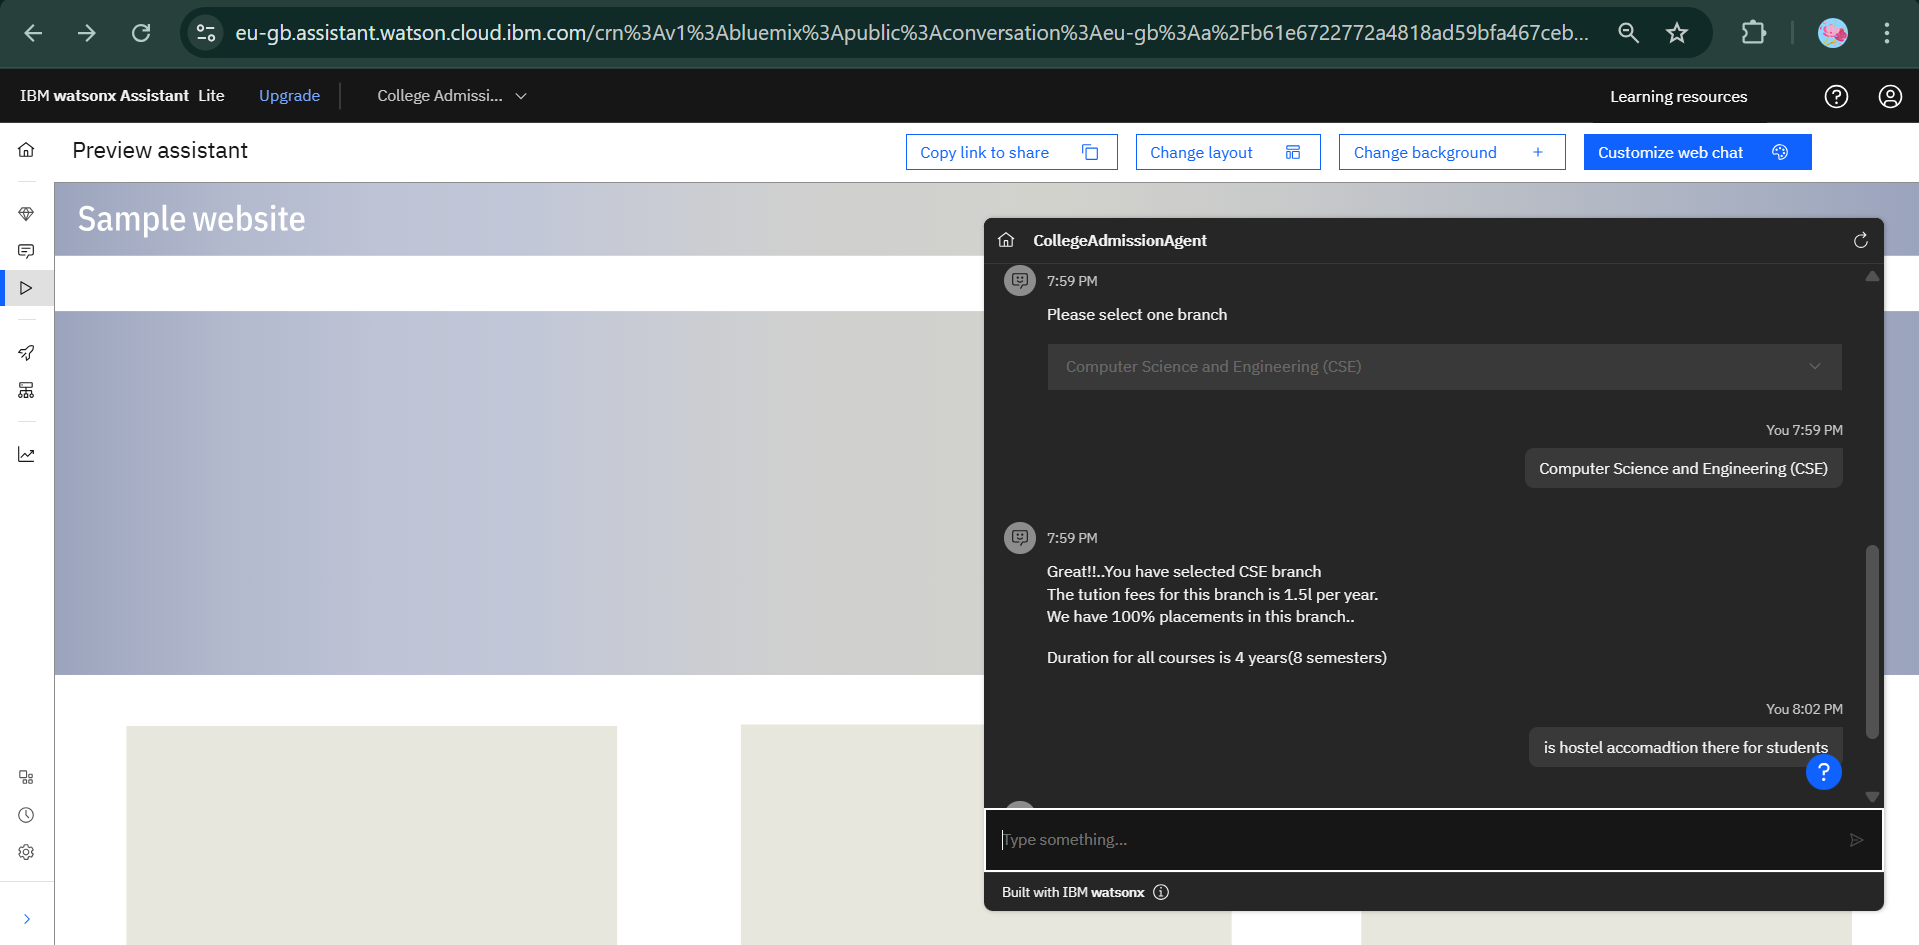 eu-gb.assistant.watson.cloud.ibm.com/crn%3Av1%3Abluemix%3Apublic%3Aconversation%3Aeu-gb%3Aa%2Fb61e6722772a4818ad59bfa467ceb...
IBM watsonx Assistant Lite Upgrade College Admissi... Learning resources
Preview assistant Copy link to share Change layout Change background + Customize web chat
Sample website
CollegeAdmissionAgent
7:59 PM
Please select one branch
Computer Science and Engineering (CSE)
You 7:59 PM
Computer Science and Engineering (CSE)
7:59 PM
Great!!..You have selected CSE branch
The tution fees for this branch is 1.5l per year.
We have 100% placements in this branch..
Duration for all courses is 4 years(8 semesters)
You 8:02 PM
is hostel accomadtion there for students
?
Type something...
Built with IBM watsonx